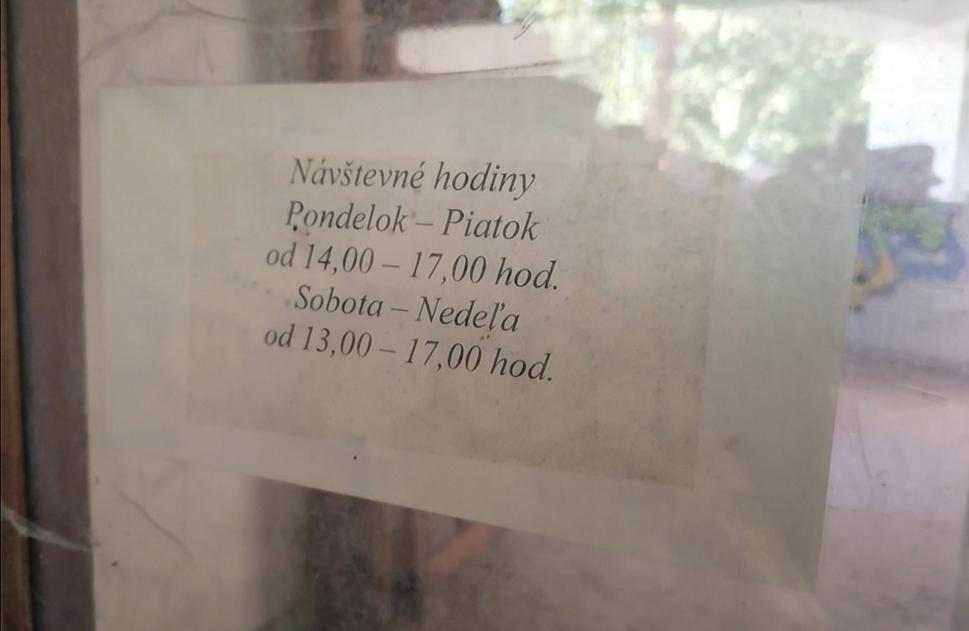 Návštevné hodiny
Pondelok – Piatok
od 14,00 – 17,00 hod.
Sobota – Nedeľa
od 13,00 – 17,00 hod.